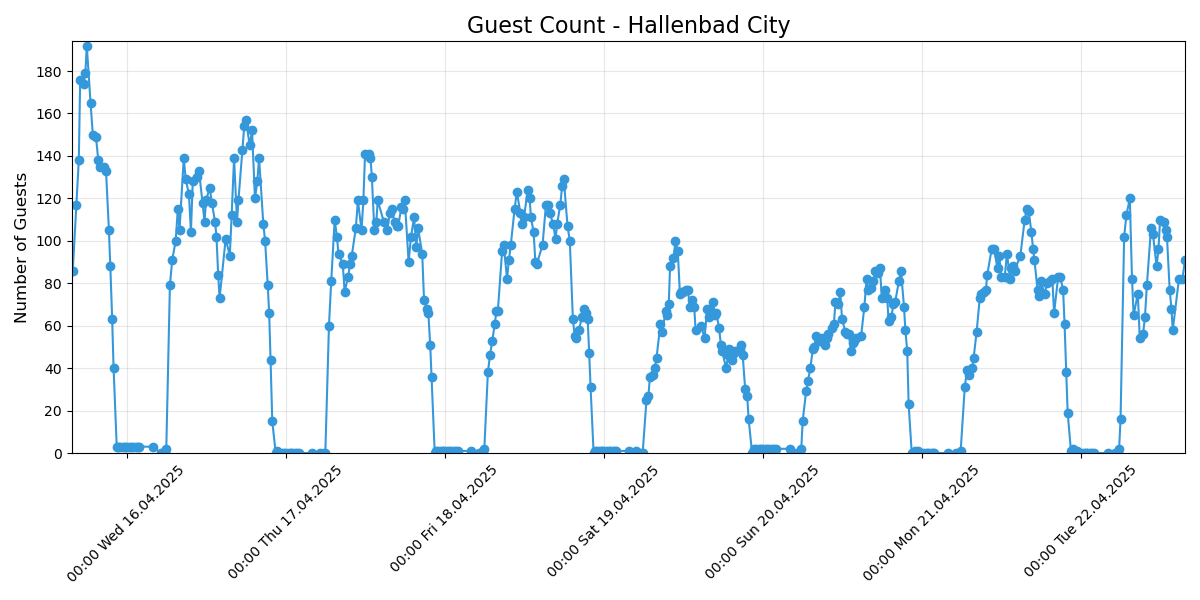 Guest Count - Hallenbad City
Number of Guests
180
160
140
120
100
80
60
40
20
0
00:00 Wed 16.04.2025
00:00 Thu 17.04.2025
00:00 Fri 18.04.2025
00:00 Sat 19.04.2025
00:00 Sun 20.04.2025
00:00 Mon 21.04.2025
00:00 Tue 22.04.2025